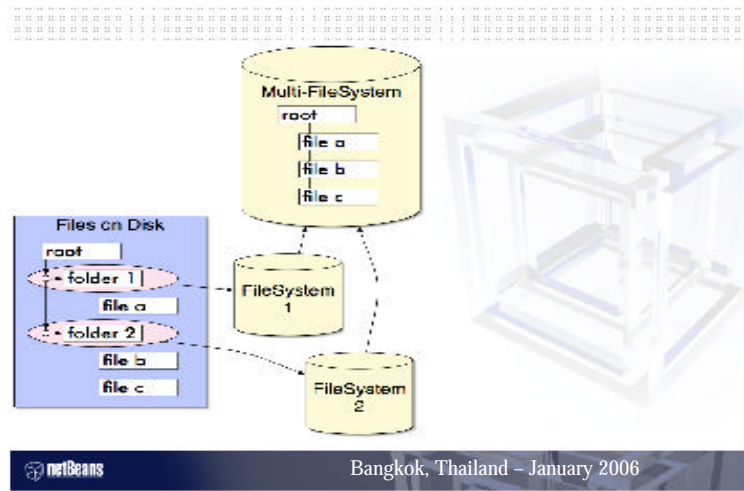 Multi-FileSystem
root
file a
file b
file c
Files on Disk
root
folder 1
file a
folder 2
file b
file c
FileSystem
1
FileSystem
2
netBeans
Bangkok, Thailand – January 2006